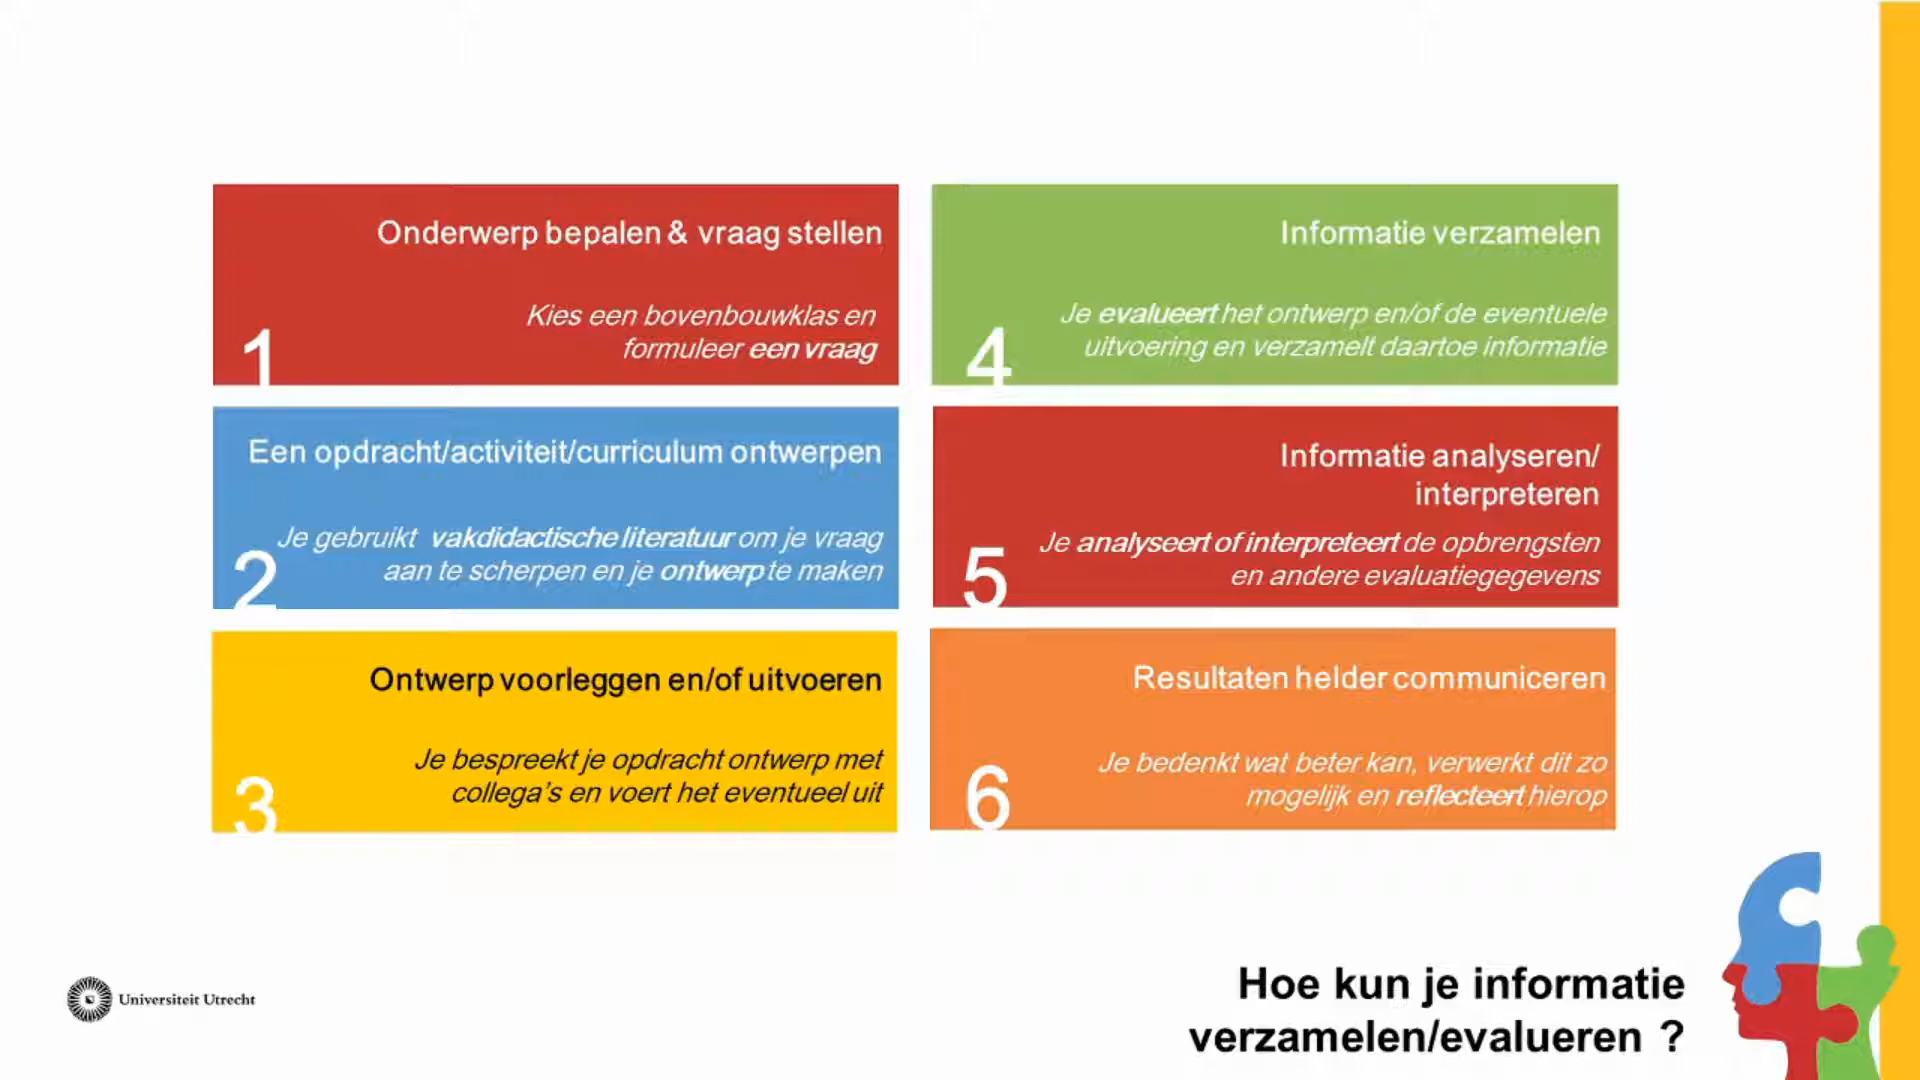 Onderwerp bepalen & vraag stellen
Kies een bovenbouwklas en
formuleer een vraag
1
Een opdracht/activiteit/curriculum ontwerpen
Je gebruikt vakdidactische literatuur om je vraag
aan te scherpen en je ontwerp te maken
2
Ontwerp voorleggen en/of uitvoeren
Je bespreekt je opdracht ontwerp met
collega's en voert het eventueel uit
3
Informatie verzamelen
Je evalueert het ontwerp en/of de eventuele
uitvoering en verzamelt daartoe informatie
4
Informatie analyseren/
interpreteren
Je analyseert of interpreteert de opbrengsten
en andere evaluatiegegevens
5
Resultaten helder communiceren
Je bedenkt wat beter kan, verwerkt dit zo
mogelijk en reflecteert hierop
6
Universiteit Utrecht
Hoe kun je informatie
verzamelen/evalueren ?